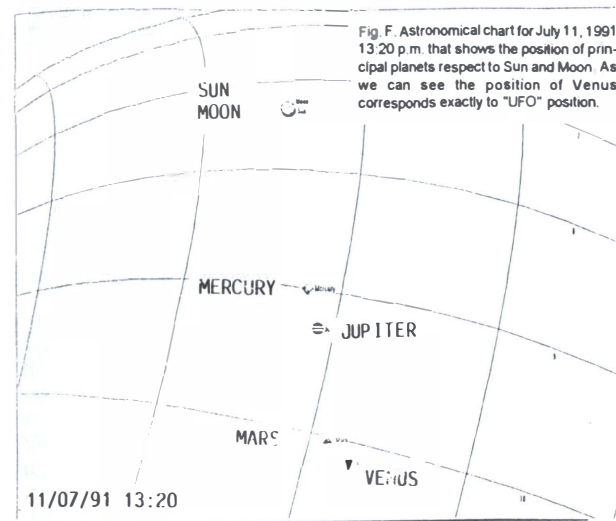 Fig. F. Astronomical chart for July 11, 1991
13:20 p.m. that shows the position of prin-
cipal planets respect to Sun and Moon. As
we can see the position of Venus
corresponds exactly to "UFO" position.
SUN
MOON
Moon
MERCURY
Mercury
JUPITER
MARS
VENUS
11/07/91 13:20